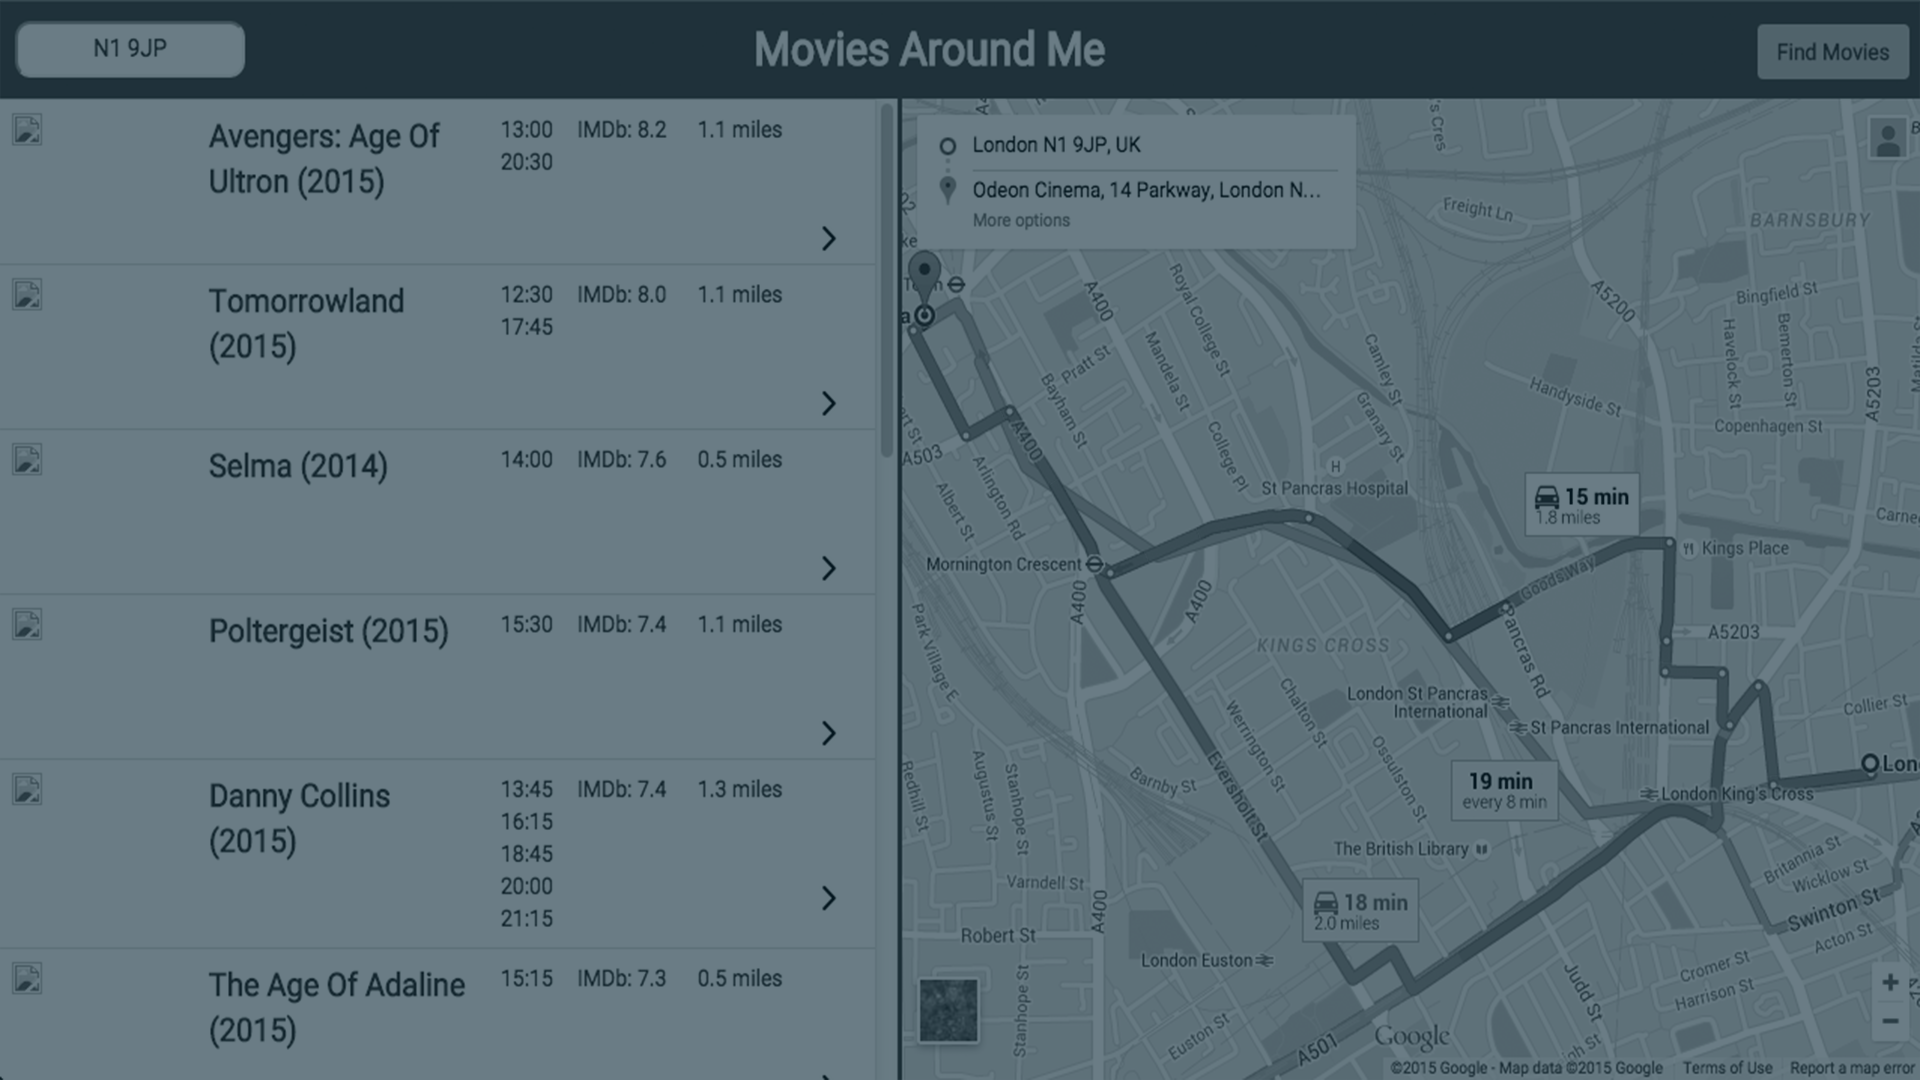 N1 9JP
Movies Around Me
Find Movies
Avengers: Age Of
Ultron (2015)
13:00
20:30
IMDb: 8.2
1.1 miles
Tomorrowland
(2015)
12:30
17:45
IMDb: 8.0
1.1 miles
Selma (2014)
14:00
IMDb: 7.6
0.5 miles
Poltergeist (2015)
15:30
IMDb: 7.4
1.1 miles
Danny Collins
(2015)
13:45
16:15
18:45
20:00
21:15
IMDb: 7.4
1.3 miles
The Age Of Adaline
(2015)
15:15
IMDb: 7.3
0.5 miles
London N1 9JP, UK
Odeon Cinema, 14 Parkway, London N...
More options
Freight Ln
BARNSBURY
A5200
Bingfield St
Havelock St
Bemerton St
A5203
Copenhagen St
Handyside St
Camley St
Granary St
Royal College St
A400
Mandela St
College Pl
Pratt St
Bayham St
A400
A503
Arlington Rd
Albert St
H
St Pancras Hospital
15 min
1.8 miles
Kings Place
Goods Way
Mornington Crescent
A400
A400
Park Village E
KINGS CROSS
Pancras Rd
A5203
London St Pancras
International
St Pancras International
Collier St
Chalton St
Werrington St
Ossulston St
Eversholt St
Barnby St
Augustus St
Stanhope St
Redhill St
19 min
every 8 min
London King's Cross
Lon
The British Library
Britannia St
Wicklow St
Swinton St
Acton St
Varndell St
A400
18 min
2.0 miles
Robert St
London Euston
Cromer St
Harrison St
Judd St
Stanhope St
Euston St
A501
Google
+
−
©2015 Google - Map data ©2015 Google
Terms of Use
Report a map error